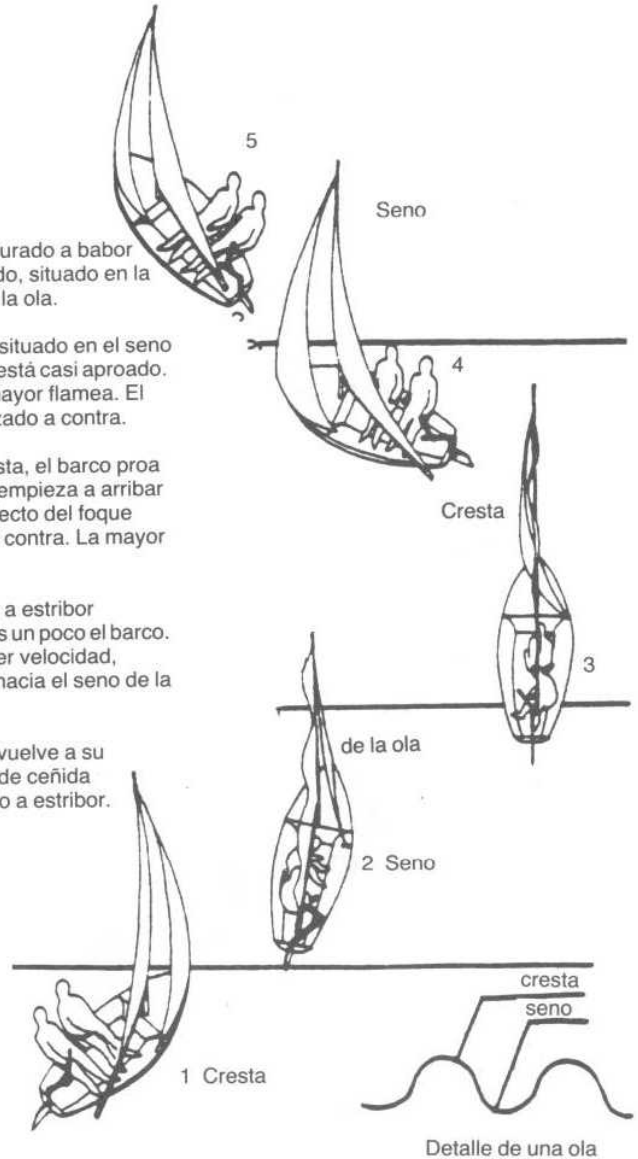 5
Seno
urado a babor
do, situado en la
la ola.
situado en el seno
está casi aproado.
mayor flamea. El
zado a contra.
4
sta, el barco proa
empieza a arribar
ecto del foque
contra. La mayor
Cresta
a estribor
s un poco el barco.
er velocidad,
hacia el seno de la
3
vuelve a su
de ceñida
o a estribor.
de la ola
2 Seno
1 Cresta
cresta
seno
Detalle de una ola